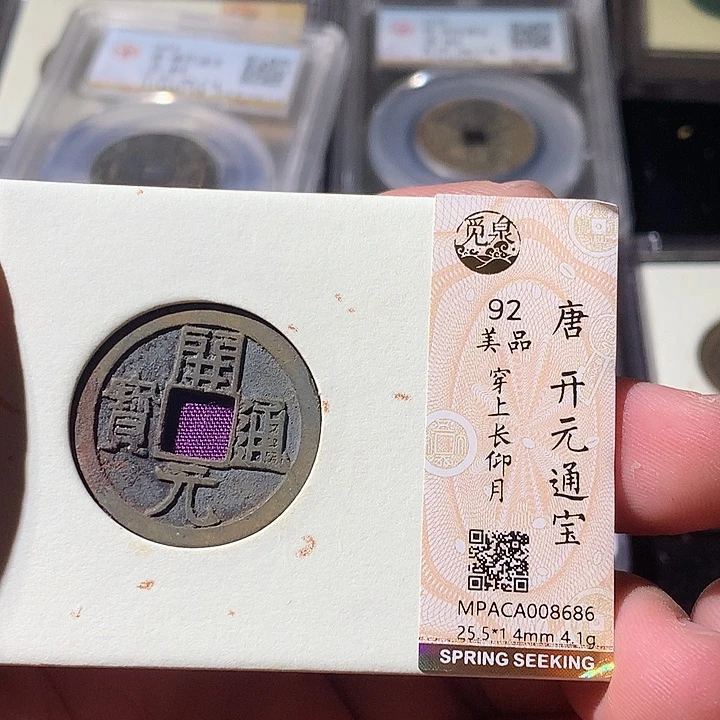 開
元
通
寳
觅泉
唐 开元通宝
92
美品
穿上长仰月
MPACA008686
25.5*1.4mm 4.1g
SPRING SEEKING